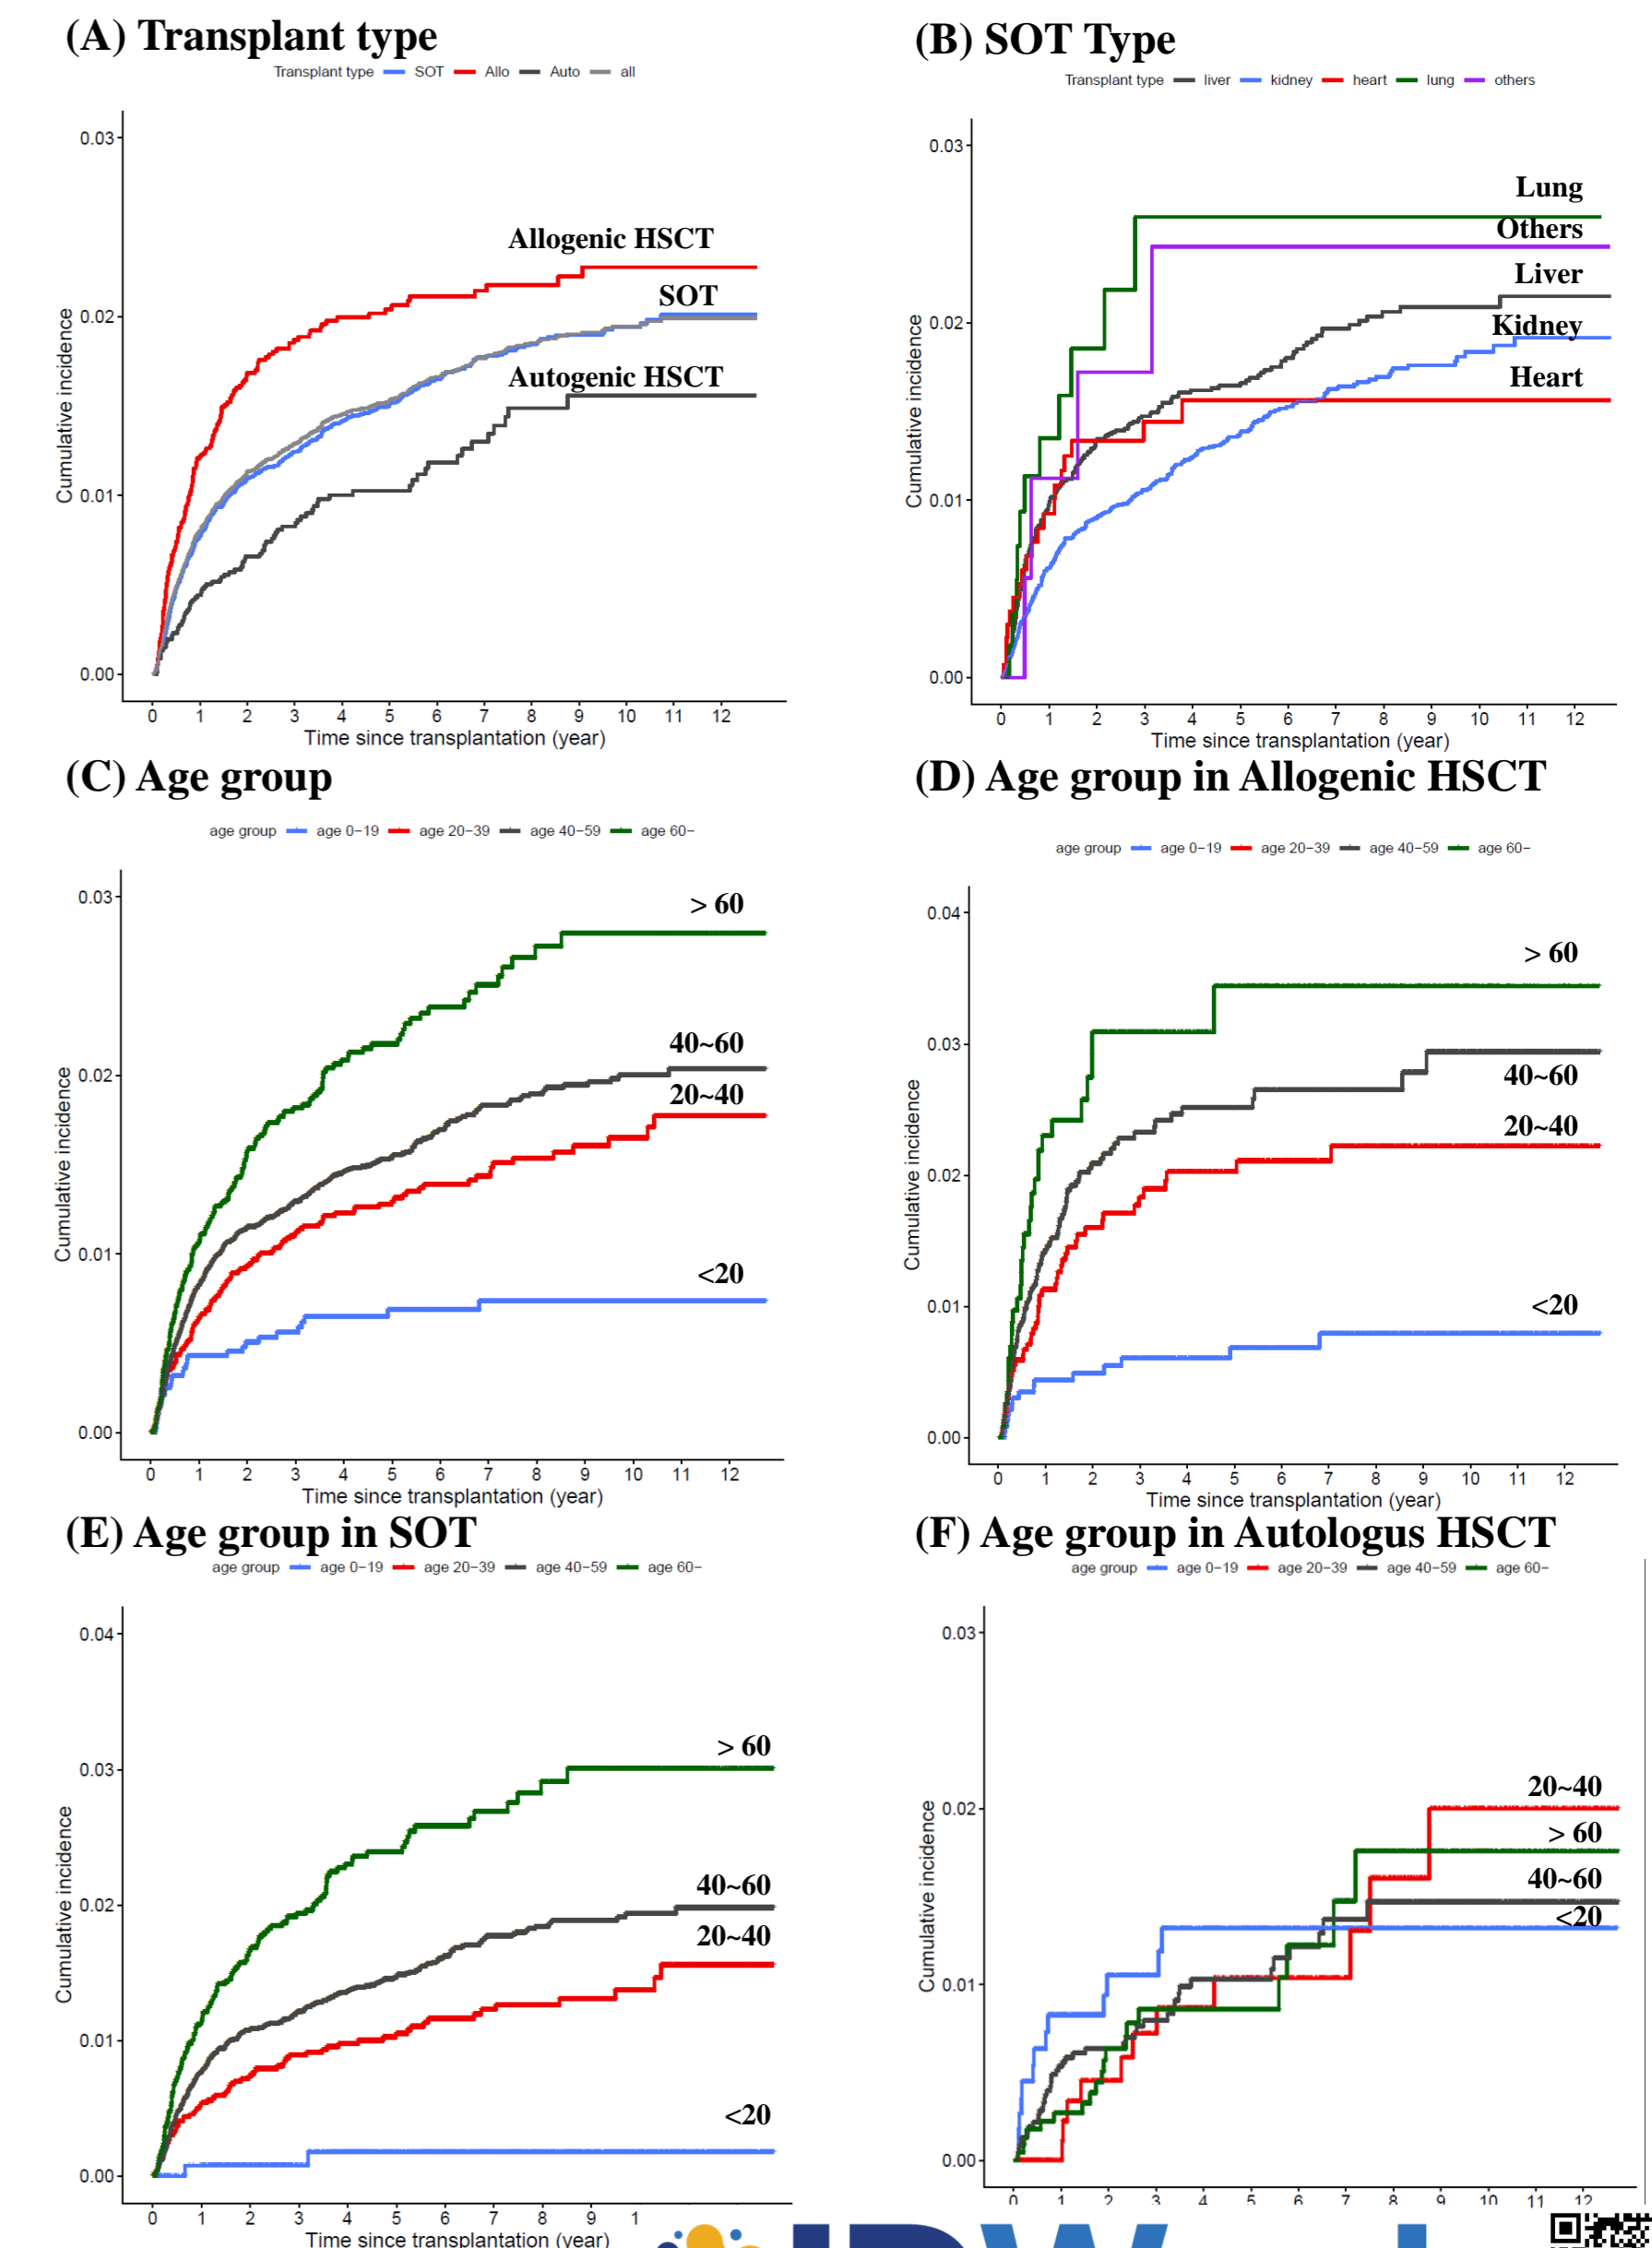 (A) Transplant type
Transplant type SOT Allo Auto all
0.03
0.02
0.01
0.00
Cumulative incidence
Allogenic HSCT
SOT
Autogenic HSCT
0 1 2 3 4 5 6 7 8 9 10 11 12
Time since transplantation (year)
(B) SOT Type
Transplant type liver kidney heart lung others
0.03
0.02
0.01
0.00
Cumulative incidence
Lung
Others
Liver
Kidney
Heart
0 1 2 3 4 5 6 7 8 9 10 11 12
Time since transplantation (year)
(C) Age group
age group age 0−19 age 20−39 age 40−59 age 60−
0.03
0.02
0.01
0.00
Cumulative incidence
> 60
40~60
20~40
<20
0 1 2 3 4 5 6 7 8 9 10 11 12
Time since transplantation (year)
(D) Age group in Allogenic HSCT
age group age 0−19 age 20−39 age 40−59 age 60−
0.04
0.03
0.02
0.01
0.00
Cumulative incidence
> 60
40~60
20~40
<20
0 1 2 3 4 5 6 7 8 9 10 11 12
Time since transplantation (year)
(E) Age group in SOT
age group age 0−19 age 20−39 age 40−59 age 60−
0.04
0.03
0.02
0.01
0.00
Cumulative incidence
> 60
40~60
20~40
<20
0 1 2 3 4 5 6 7 8 9 1
Time since transplantation (year)
(F) Age group in Autologus HSCT
age group age 0−19 age 20−39 age 40−59 age 60−
0.03
0.02
0.01
0.00
Cumulative incidence
20~40
> 60
40~60
<20
0 1 2 3 4 5 6 7 8 9 10 11 12